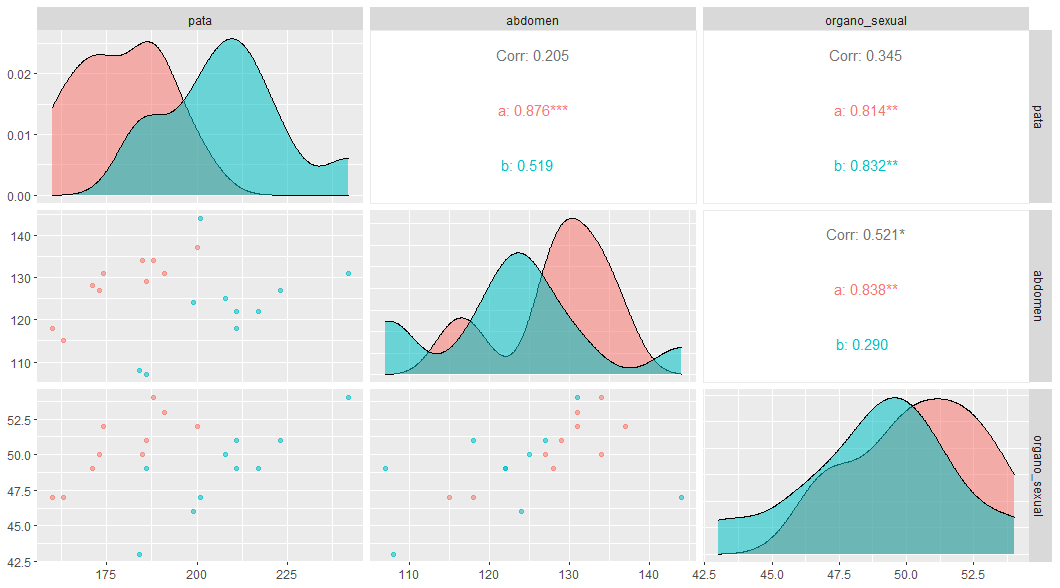 pata abdomen organo_sexual
0.02
0.01
0.00
Corr: 0.205
a: 0.876***
b: 0.519
Corr: 0.345
a: 0.814**
b: 0.832**
pata
140
130
120
110
Corr: 0.521*
a: 0.838**
b: 0.290
abdomen
52.5
50.0
47.5
45.0
42.5
organo_sexual
175 200 225
110 120 130 140
42.5 45.0 47.5 50.0 52.5